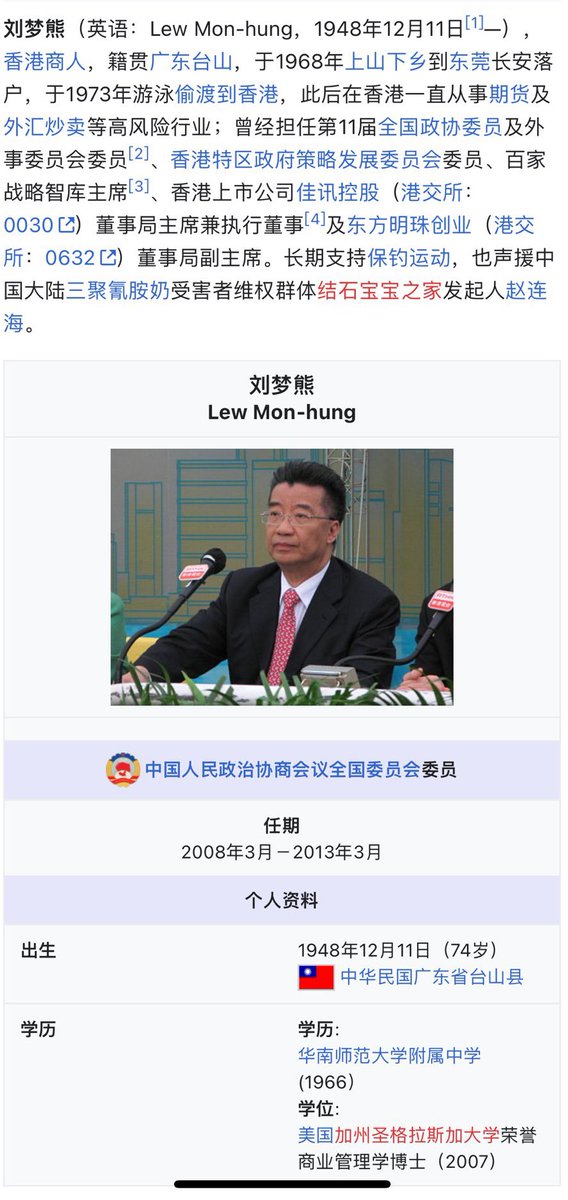 刘梦熊（英语：Lew Mon-hung，1948年12月11日[1]—），
香港商人，籍贯广东台山，于1968年上山下乡到东莞长安落
户，于1973年游泳偷渡到香港，此后在香港一直从事期货及
外汇炒卖等高风险行业；曾经担任第11届全国政协委员及外
事委员会委员[2]、香港特区政府策略发展委员会委员、百家
战略智库主席[3]、香港上市公司佳讯控股（港交所：
0030）董事局主席兼执行董事[4]及东方明珠创业（港交
所：0632）董事局副主席。长期支持保钓运动，也声援中
国大陆三聚氰胺奶受害者维权群体结石宝宝之家发起人赵连
海。
刘梦熊
Lew Mon-hung
中国人民政治协商会议全国委员会委员
任期
2008年3月－2013年3月
个人资料
出生
1948年12月11日（74岁）
中华民国广东省台山县
学历
学历:
华南师范大学附属中学
(1966)
学位:
美国加州圣格拉斯加大学荣誉
商业管理学博士（2007）